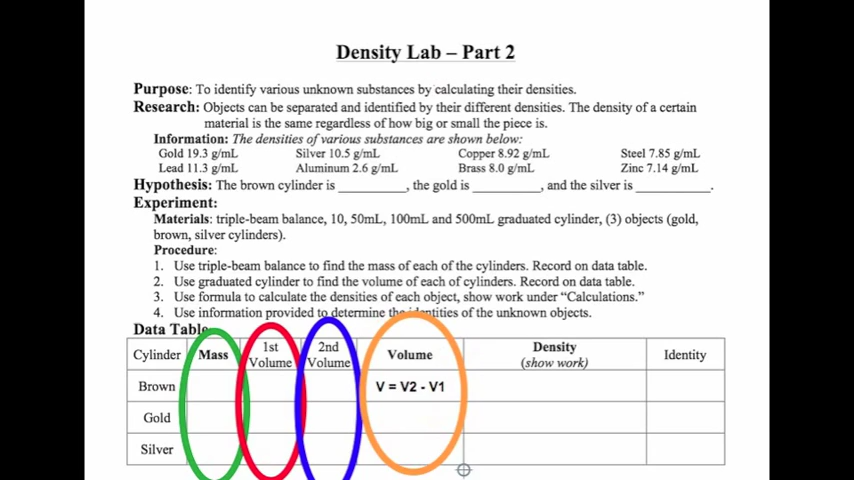 Density Lab – Part 2
Purpose: To identify various unknown substances by calculating their densities.
Research: Objects can be separated and identified by their different densities. The density of a certain
material is the same regardless of how big or small the piece is.
Information: The densities of various substances are shown below:
Gold 19.3 g/mL Silver 10.5 g/mL Copper 8.92 g/mL Steel 7.85 g/mL
Lead 11.3 g/mL Aluminum 2.6 g/mL Brass 8.0 g/mL Zinc 7.14 g/mL
Hypothesis: The brown cylinder is ________, the gold is ________, and the silver is ________.
Experiment:
Materials: triple-beam balance, 10, 50mL, 100mL and 500mL graduated cylinder, (3) objects (gold,
brown, silver cylinders).
Procedure:
1. Use triple-beam balance to find the mass of each of the cylinders. Record on data table.
2. Use graduated cylinder to find the volume of each of cylinders. Record on data table.
3. Use formula to calculate the densities of each object, show work under “Calculations.”
4. Use information provided to determine the identities of the unknown objects.
Data Table
Cylinder Mass 1st Volume 2nd Volume Volume Density (show work) Identity
Brown V = V2 - V1
Gold
Silver